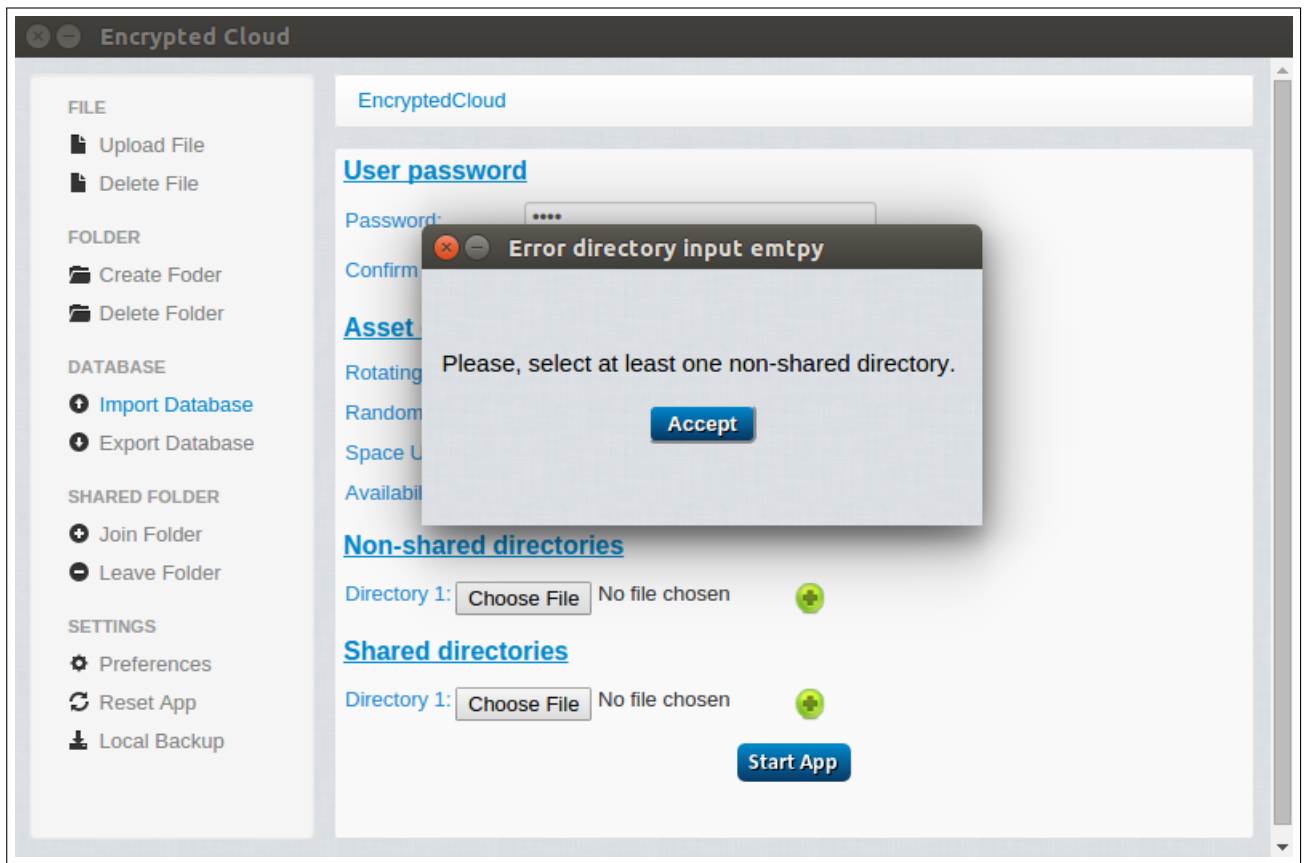 Encrypted Cloud
FILE
Upload File
Delete File
FOLDER
Create Foder
Delete Folder
DATABASE
Import Database
Export Database
SHARED FOLDER
Join Folder
Leave Folder
SETTINGS
Preferences
Reset App
Local Backup
EncryptedCloud
User password
Password:
Confirm
Asset
Rotating
Random
Space U
Availabil
Error directory input emtpy
Please, select at least one non-shared directory.
Accept
Non-shared directories
Directory 1: Choose File No file chosen
Shared directories
Directory 1: Choose File No file chosen
Start App